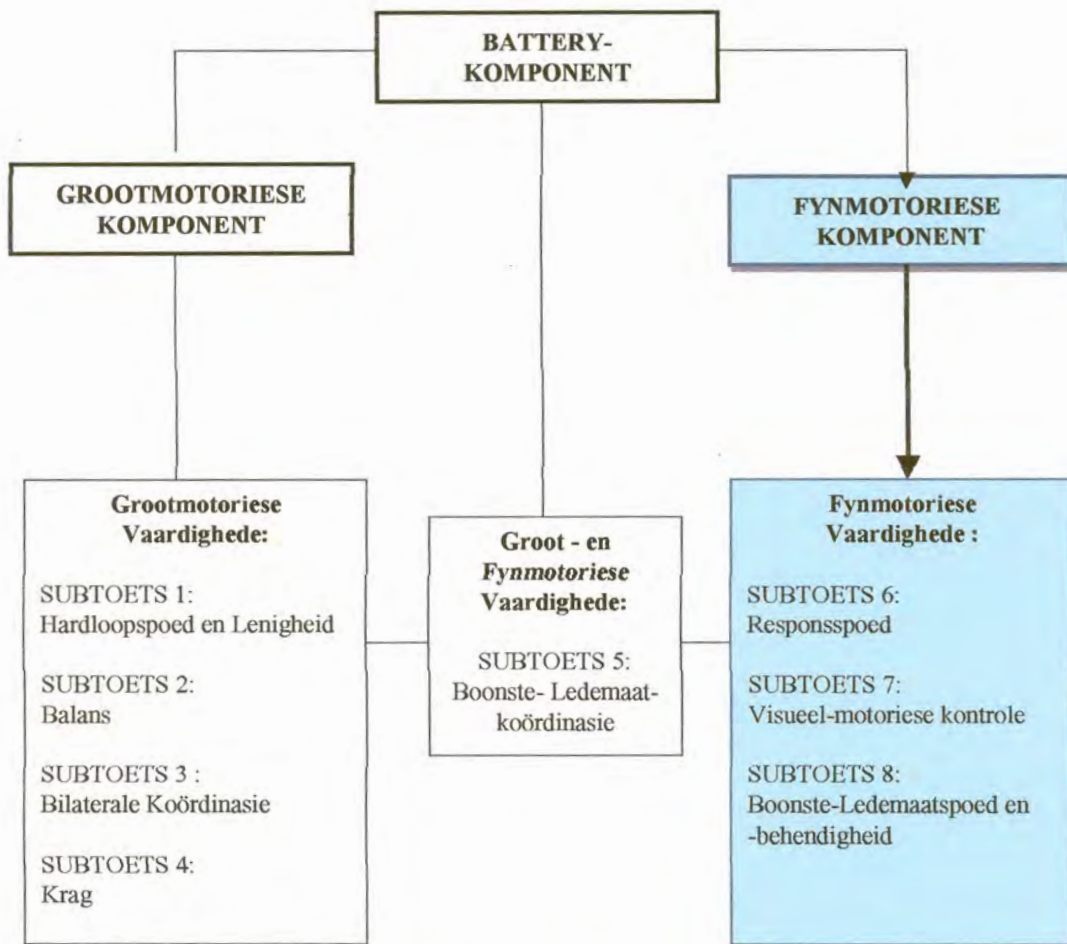 BATTERY-
KOMPONENT
GROOTMOTORIESE
KOMPONENT
FYNMOTORIESE
KOMPONENT
Grootmotoriese
Vaardighede:
SUBTOETS 1:
Hardloopspoed en Lenigheid
SUBTOETS 2:
Balans
SUBTOETS 3 :
Bilaterale Koördinasie
SUBTOETS 4:
Krag
Groot - en
Fynmotoriese
Vaardighede:
SUBTOETS 5:
Boonste- Ledemaat-
koördinasie
Fynmotoriese
Vaardighede :
SUBTOETS 6:
Responsspoed
SUBTOETS 7:
Visueel-motoriese kontrole
SUBTOETS 8:
Boonste-Ledemaatspoed en
-behendigheid